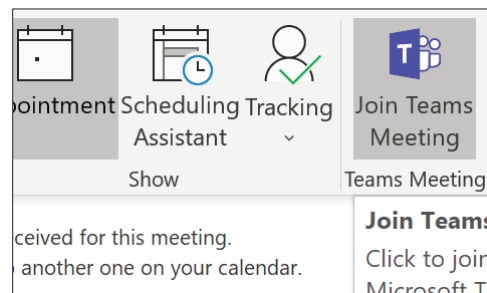 ointment Scheduling Assistant Tracking Join Teams Meeting
Show Teams Meeting
ceived for this meeting.
another one on your calendar.
Join Teams
Click to join
Microsoft T